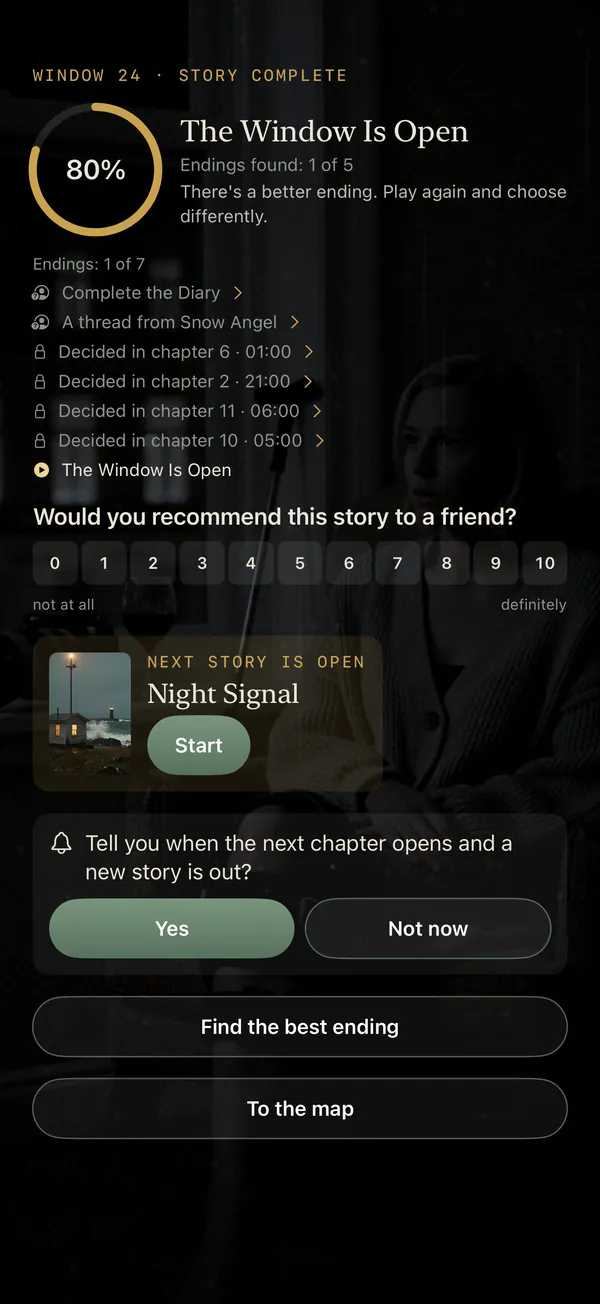 WINDOW 24 · STORY COMPLETE
80%
The Window Is Open
Endings found: 1 of 5
There's a better ending. Play again and choose
differently.
Endings: 1 of 7
Complete the Diary
A thread from Snow Angel
Decided in chapter 6 · 01:00
Decided in chapter 2 · 21:00
Decided in chapter 11 · 06:00
Decided in chapter 10 · 05:00
The Window Is Open
Would you recommend this story to a friend?
0 1 2 3 4 5 6 7 8 9 10
not at all definitely
NEXT STORY IS OPEN
Night Signal
Start
Tell you when the next chapter opens and a
new story is out?
Yes Not now
Find the best ending
To the map